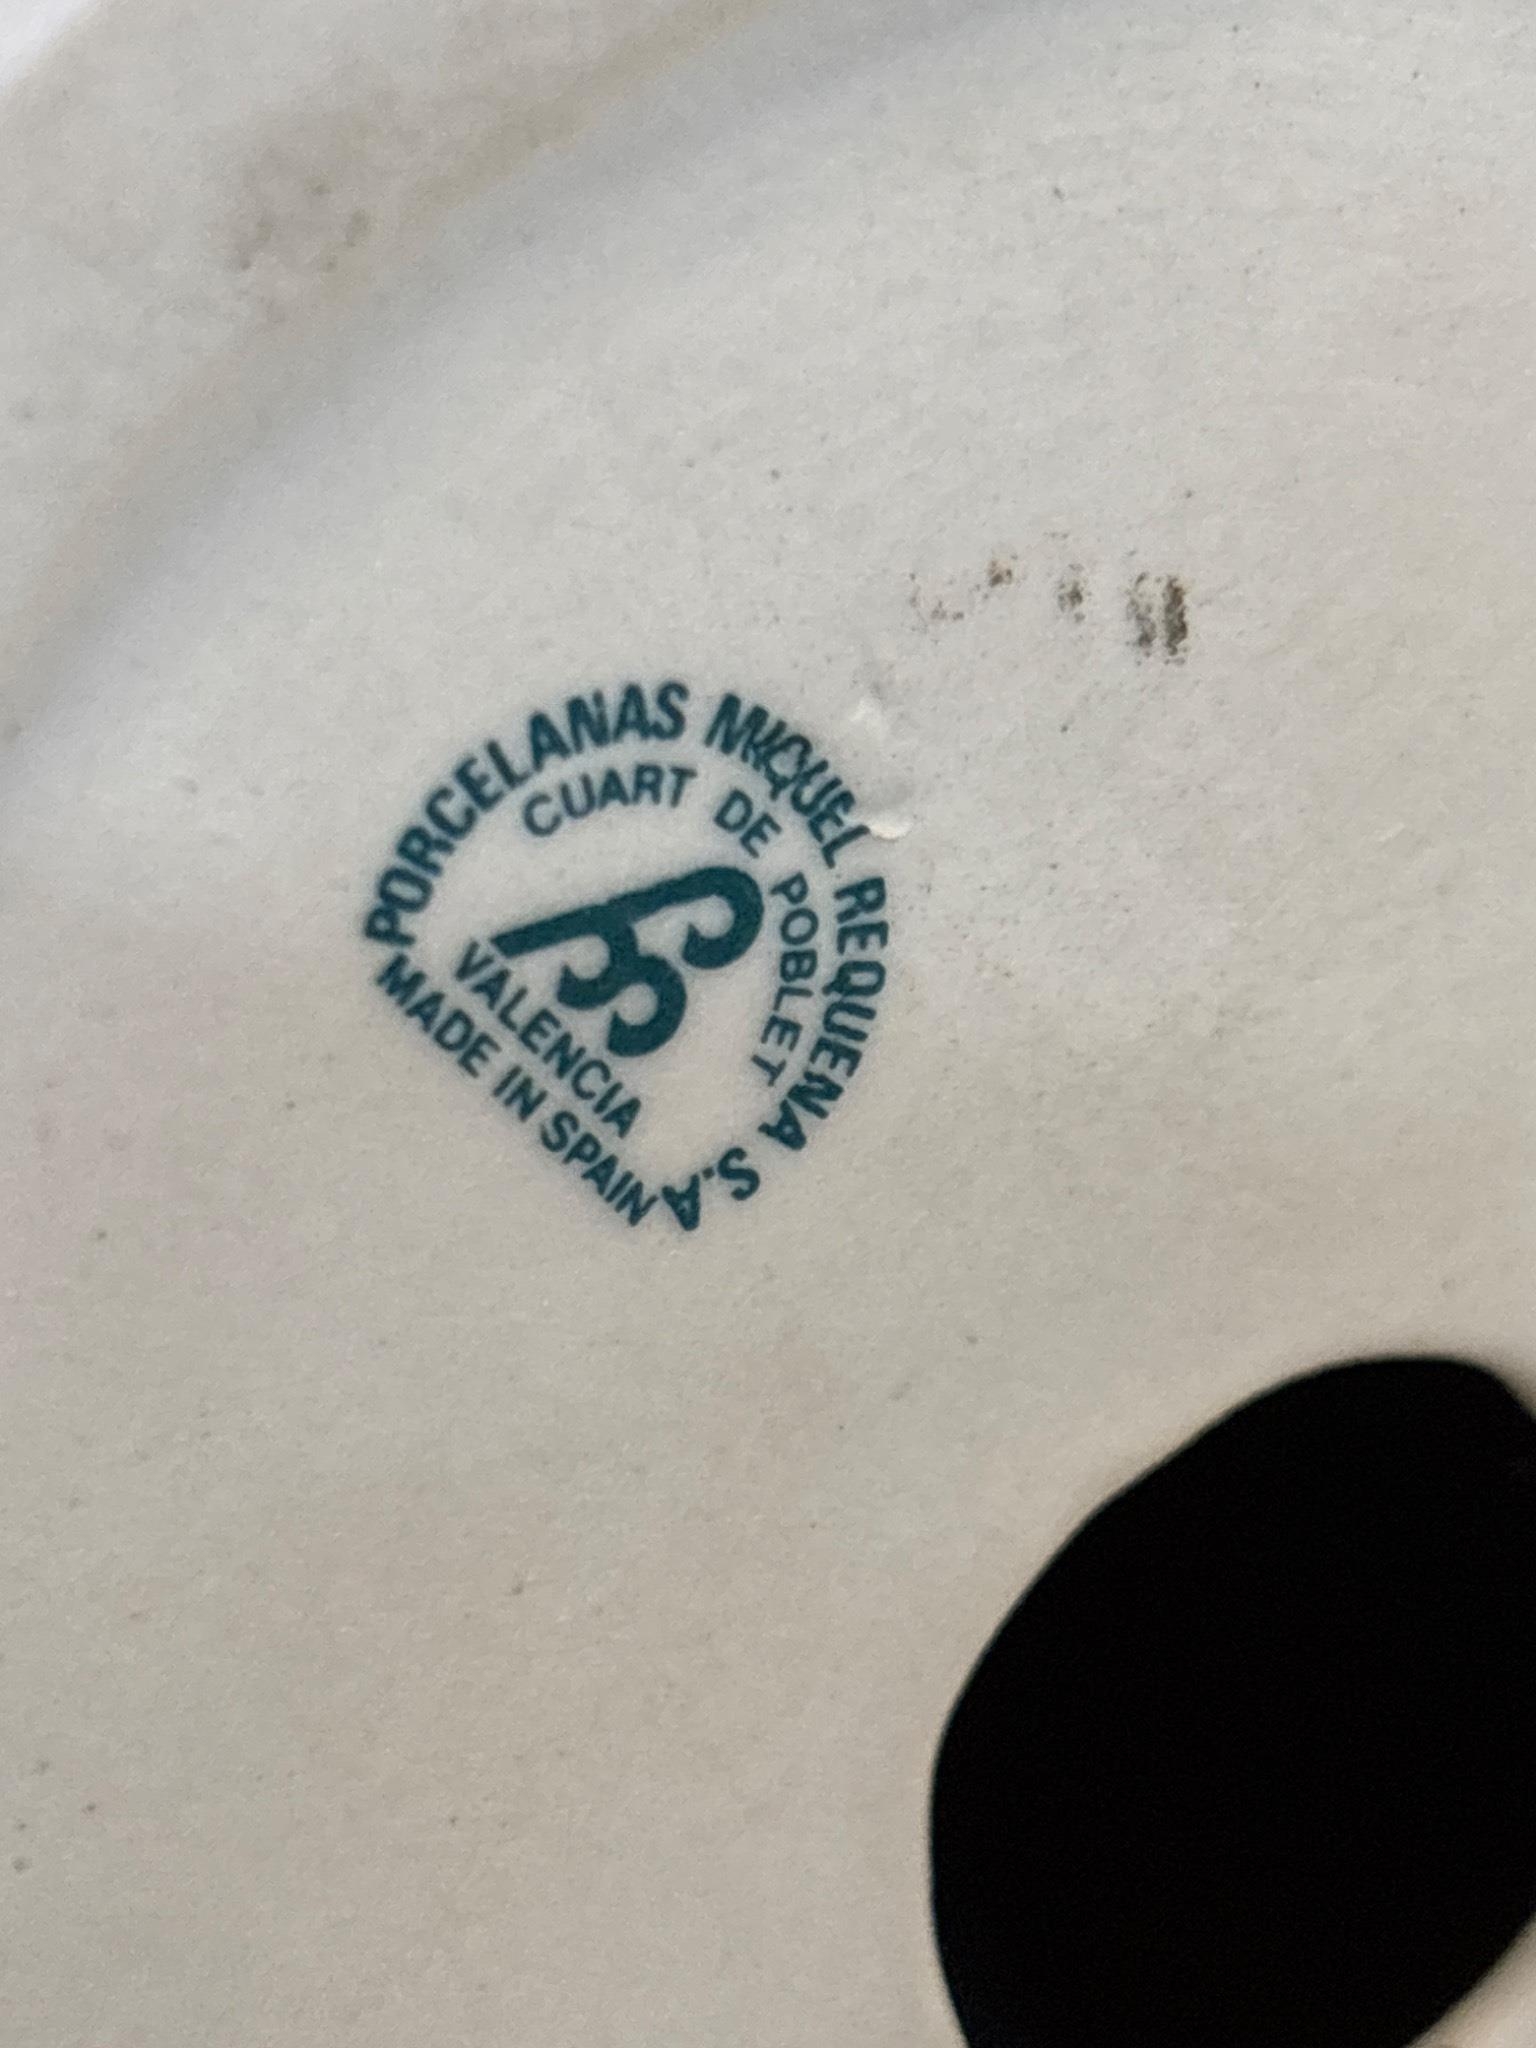 PORCELANAS MIQUEL REQUENA S.A
CUART DE POBLET
VALENCIA
MADE IN SPAIN